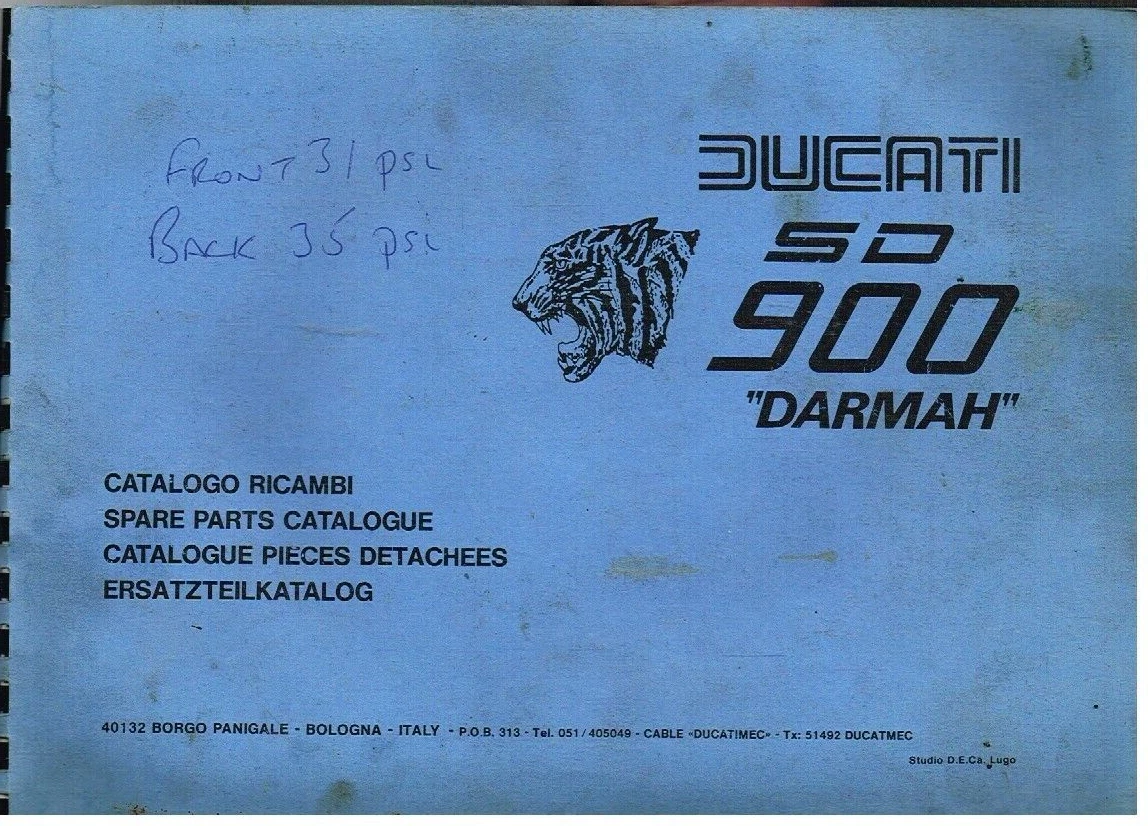 FRONT 31 PSI
BACK 35 PSI
DUCATI
SD
900
"DARMAH"
CATALOGO RICAMBI
SPARE PARTS CATALOGUE
CATALOGUE PIECES DETACHEES
ERSATZTEILKATALOG
40132 BORGO PANIGALE - BOLOGNA - ITALY - P.O.B. 313 - Tel. 051/405049 - CABLE «DUCATIMEC» - Tx: 51492 DUCATMEC
Studio D.E.Ca. Lugo